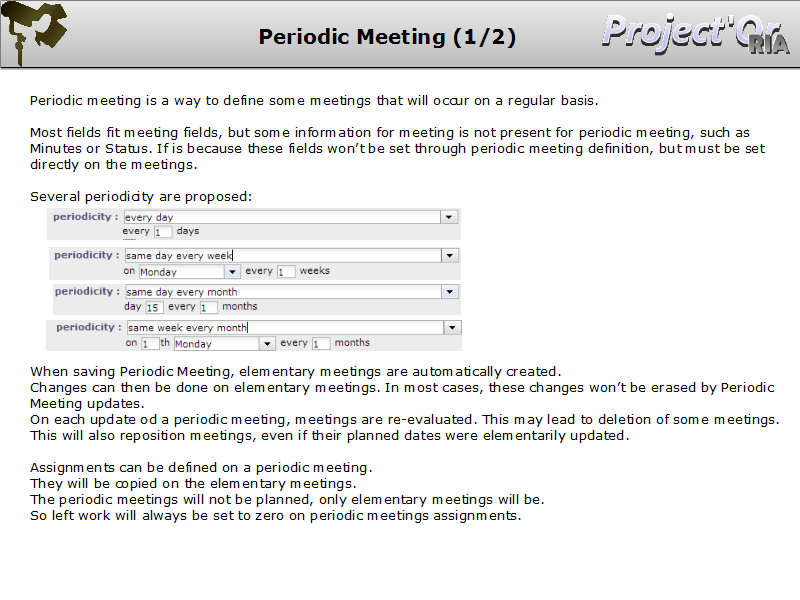 Periodic Meeting (1/2)
Project'Or
RIA
Periodic meeting is a way to define some meetings that will occur on a regular basis.
Most fields fit meeting fields, but some information for meeting is not present for periodic meeting, such as
Minutes or Status. If is because these fields won't be set through periodic meeting definition, but must be set
directly on the meetings.
Several periodicity are proposed:
periodicity : every day
every 1 days
periodicity : same day every week
on Monday every 1 weeks
periodicity : same day every month
day 15 every 1 months
periodicity : same week every month
on 1 th Monday every 1 months
When saving Periodic Meeting, elementary meetings are automatically created.
Changes can then be done on elementary meetings. In most cases, these changes won't be erased by Periodic
Meeting updates.
On each update od a periodic meeting, meetings are re-evaluated. This may lead to deletion of some meetings.
This will also reposition meetings, even if their planned dates were elementarily updated.
Assignments can be defined on a periodic meeting.
They will be copied on the elementary meetings.
The periodic meetings will not be planned, only elementary meetings will be.
So left work will always be set to zero on periodic meetings assignments.